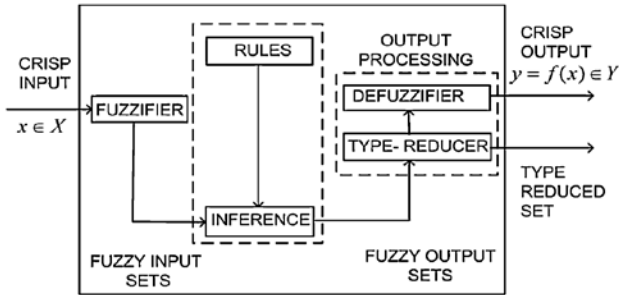 CRISP
INPUT
x ∈ X
FUZZIFIER
RULES
INFERENCE
FUZZY INPUT
SETS
OUTPUT
PROCESSING
DEFUZZIFIER
TYPE- REDUCER
FUZZY OUTPUT
SETS
CRISP
OUTPUT
y = f(x) ∈ Y
TYPE
REDUCED
SET